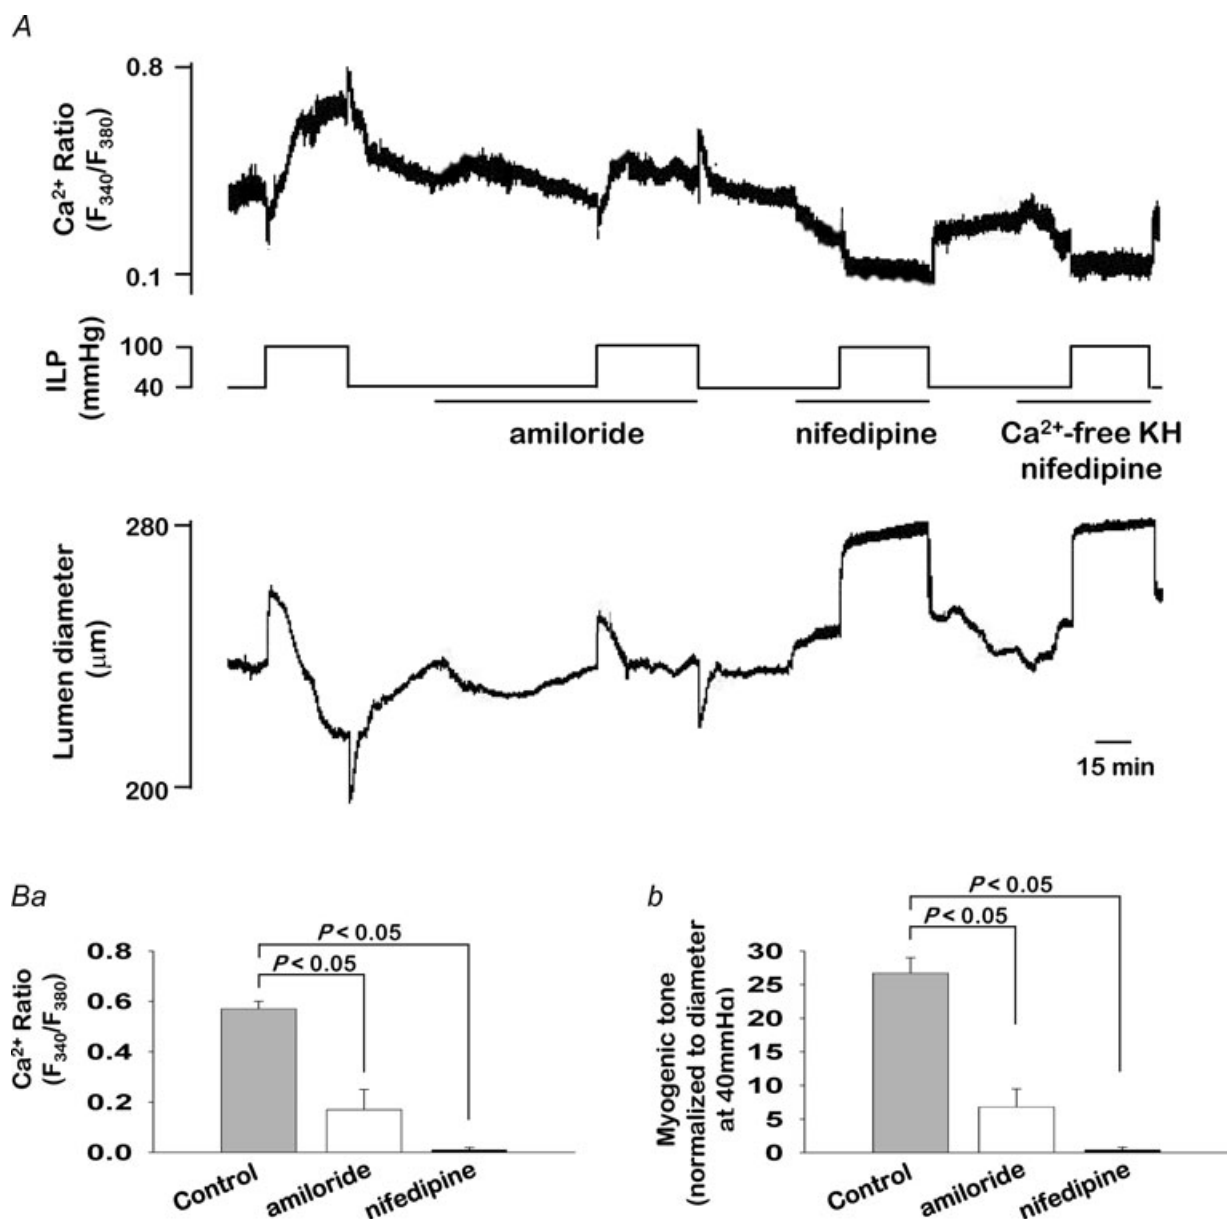 A
0.8
0.1
Ca²⁺ Ratio
(F₃₄₀/F₃₈₀)
100
40
ILP
(mmHg)
amiloride
nifedipine
Ca²⁺-free KH
nifedipine
280
200
Lumen diameter
(μm)
15 min
Ba
P < 0.05
P < 0.05
0.8
0.6
0.4
0.2
0.0
Ca²⁺ Ratio
(F₃₄₀/F₃₈₀)
Control
amiloride
nifedipine
b
P < 0.05
P < 0.05
30
25
20
15
10
5
0
Myogenic tone
(normalized to diameter
at 40mmHg)
Control
amiloride
nifedipine